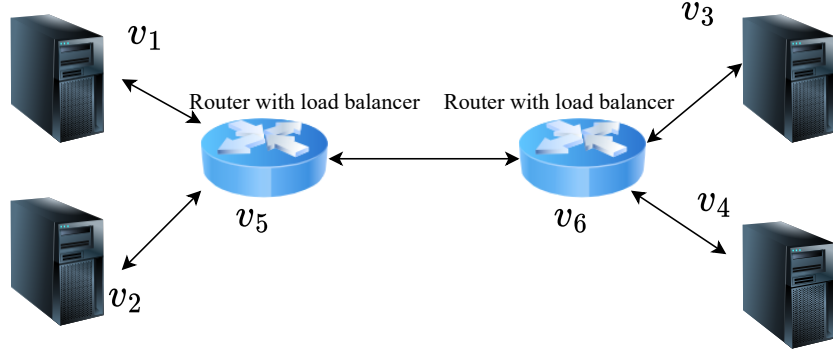 v1
v3
Router with load balancer
Router with load balancer
v5
v6
v4
v2